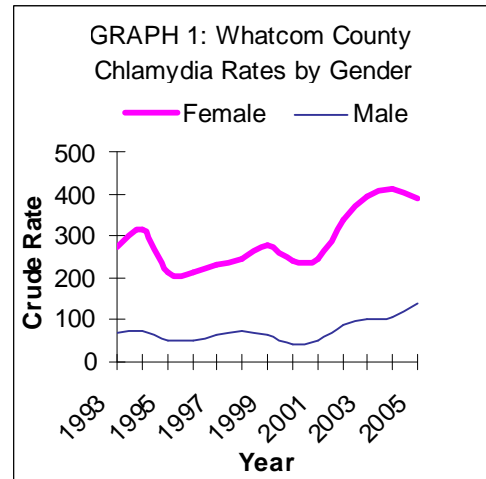 GRAPH 1: Whatcom County
Chlamydia Rates by Gender
Female Male
500
400
300
200
100
0
Crude Rate
1993
1995
1997
1999
2001
2003
2005
Year